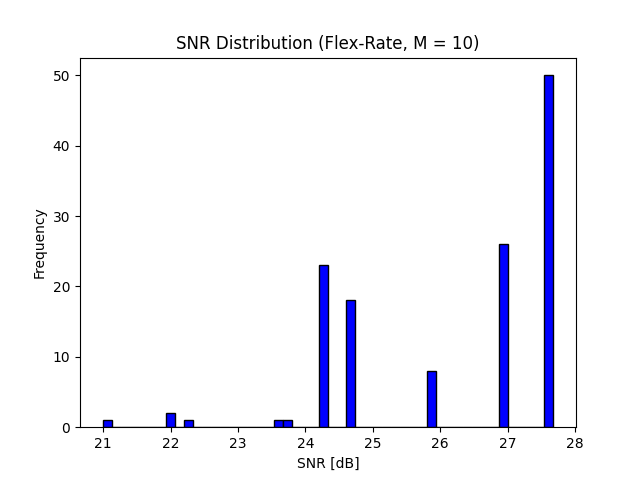 SNR Distribution (Flex-Rate, M = 10)
50
40
30
20
10
0
Frequency
21 22 23 24 25 26 27 28
SNR [dB]